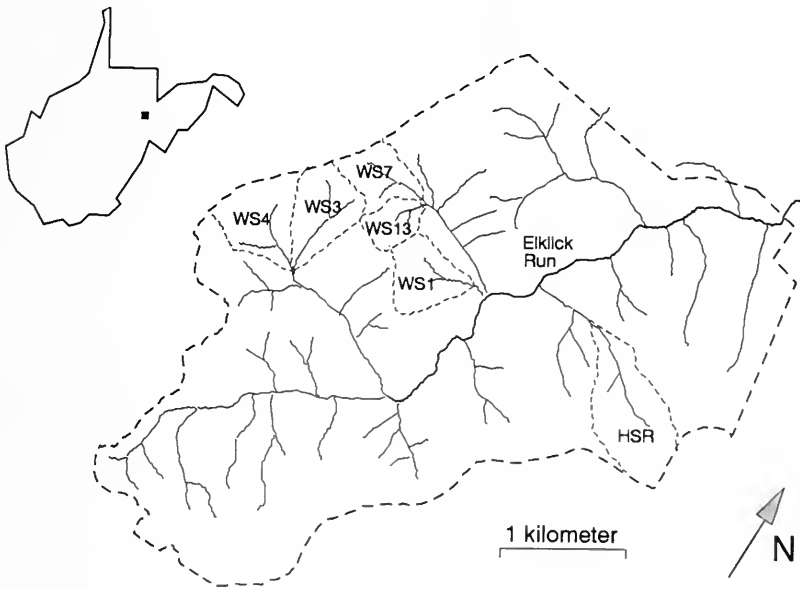 WS7
WS4
WS3
WS13
WS1
Elklick
Run
HSR
1 kilometer
N